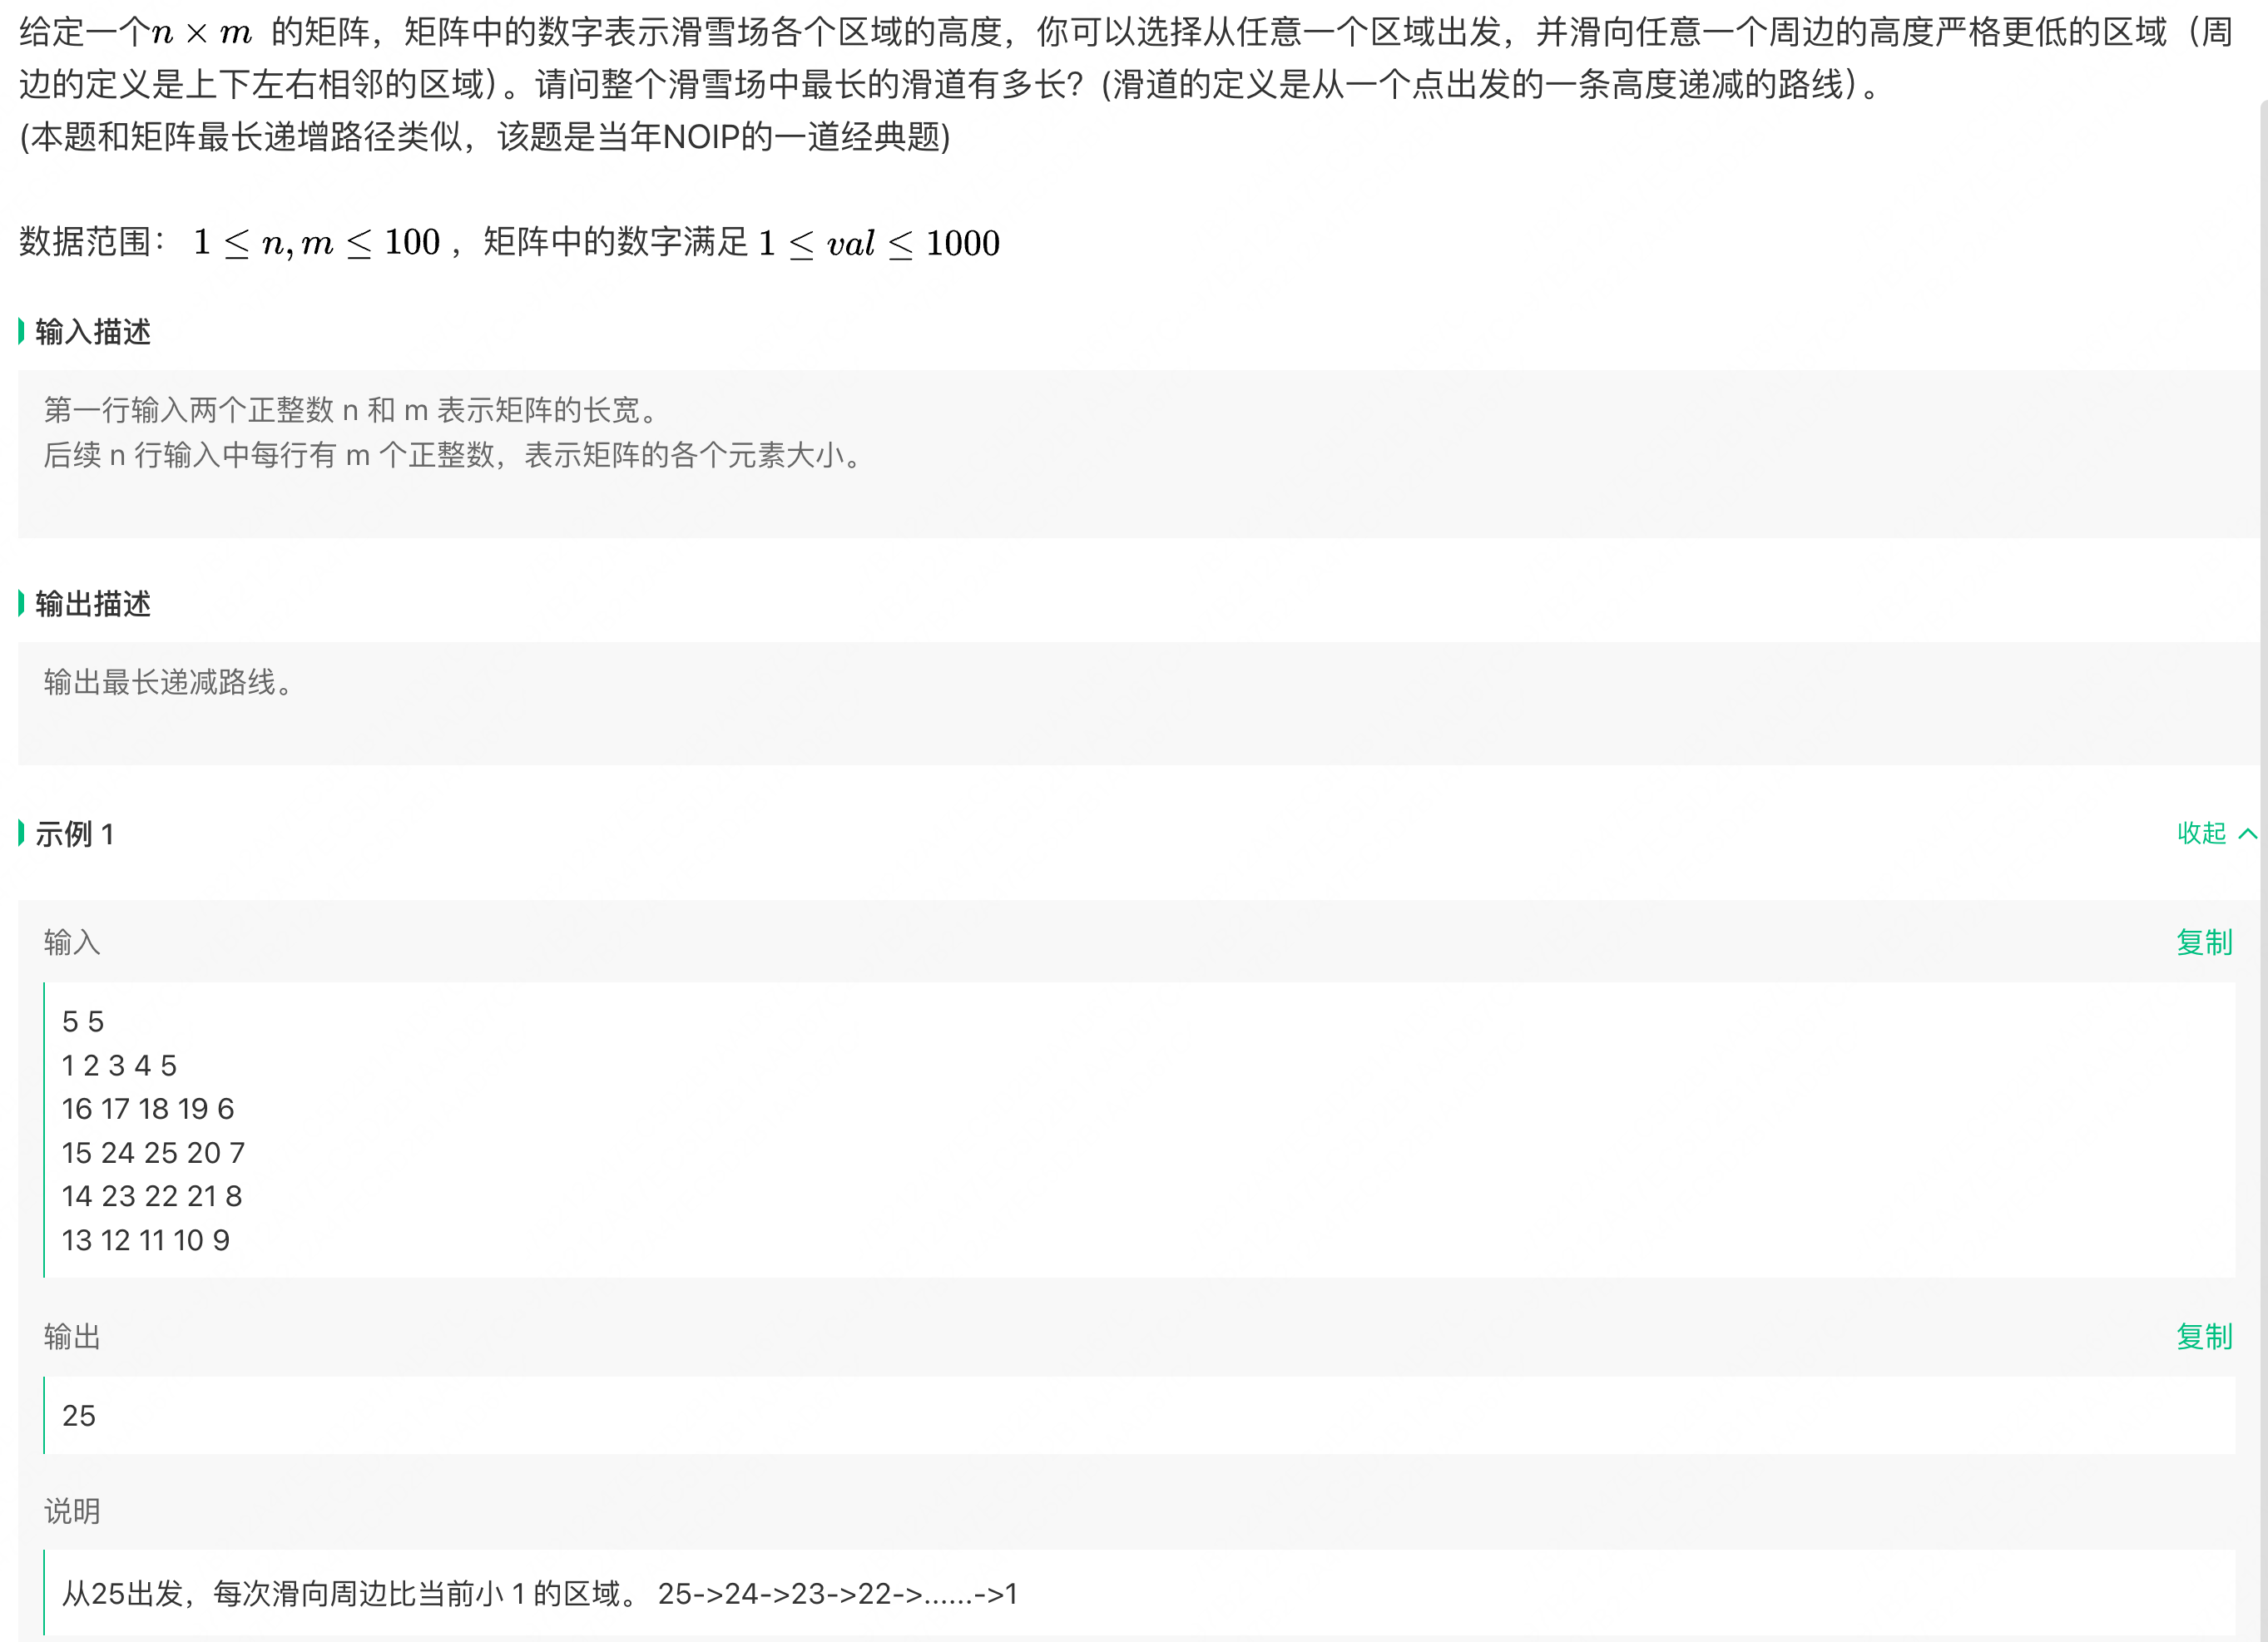 给定一个n × m 的矩阵，矩阵中的数字表示滑雪场各个区域的高度，你可以选择从任意一个区域出发，并滑向任意一个周边的高度严格更低的区域（周
边的定义是上下左右相邻的区域）。请问整个滑雪场中最长的滑道有多长？(滑道的定义是从一个点出发的一条高度递减的路线）。
(本题和矩阵最长递增路径类似，该题是当年NOIP的一道经典题)
数据范围： 1 ≤ n, m ≤ 100 ，矩阵中的数字满足 1 ≤ val ≤ 1000
输入描述
第一行输入两个正整数 n 和 m 表示矩阵的长宽。
后续 n 行输入中每行有 m 个正整数，表示矩阵的各个元素大小。
输出描述
输出最长递减路线。
示例 1
收起
输入
复制
5 5
1 2 3 4 5
16 17 18 19 6
15 24 25 20 7
14 23 22 21 8
13 12 11 10 9
输出
复制
25
说明
从25出发，每次滑向周边比当前小 1 的区域。 25->24->23->22->......->1